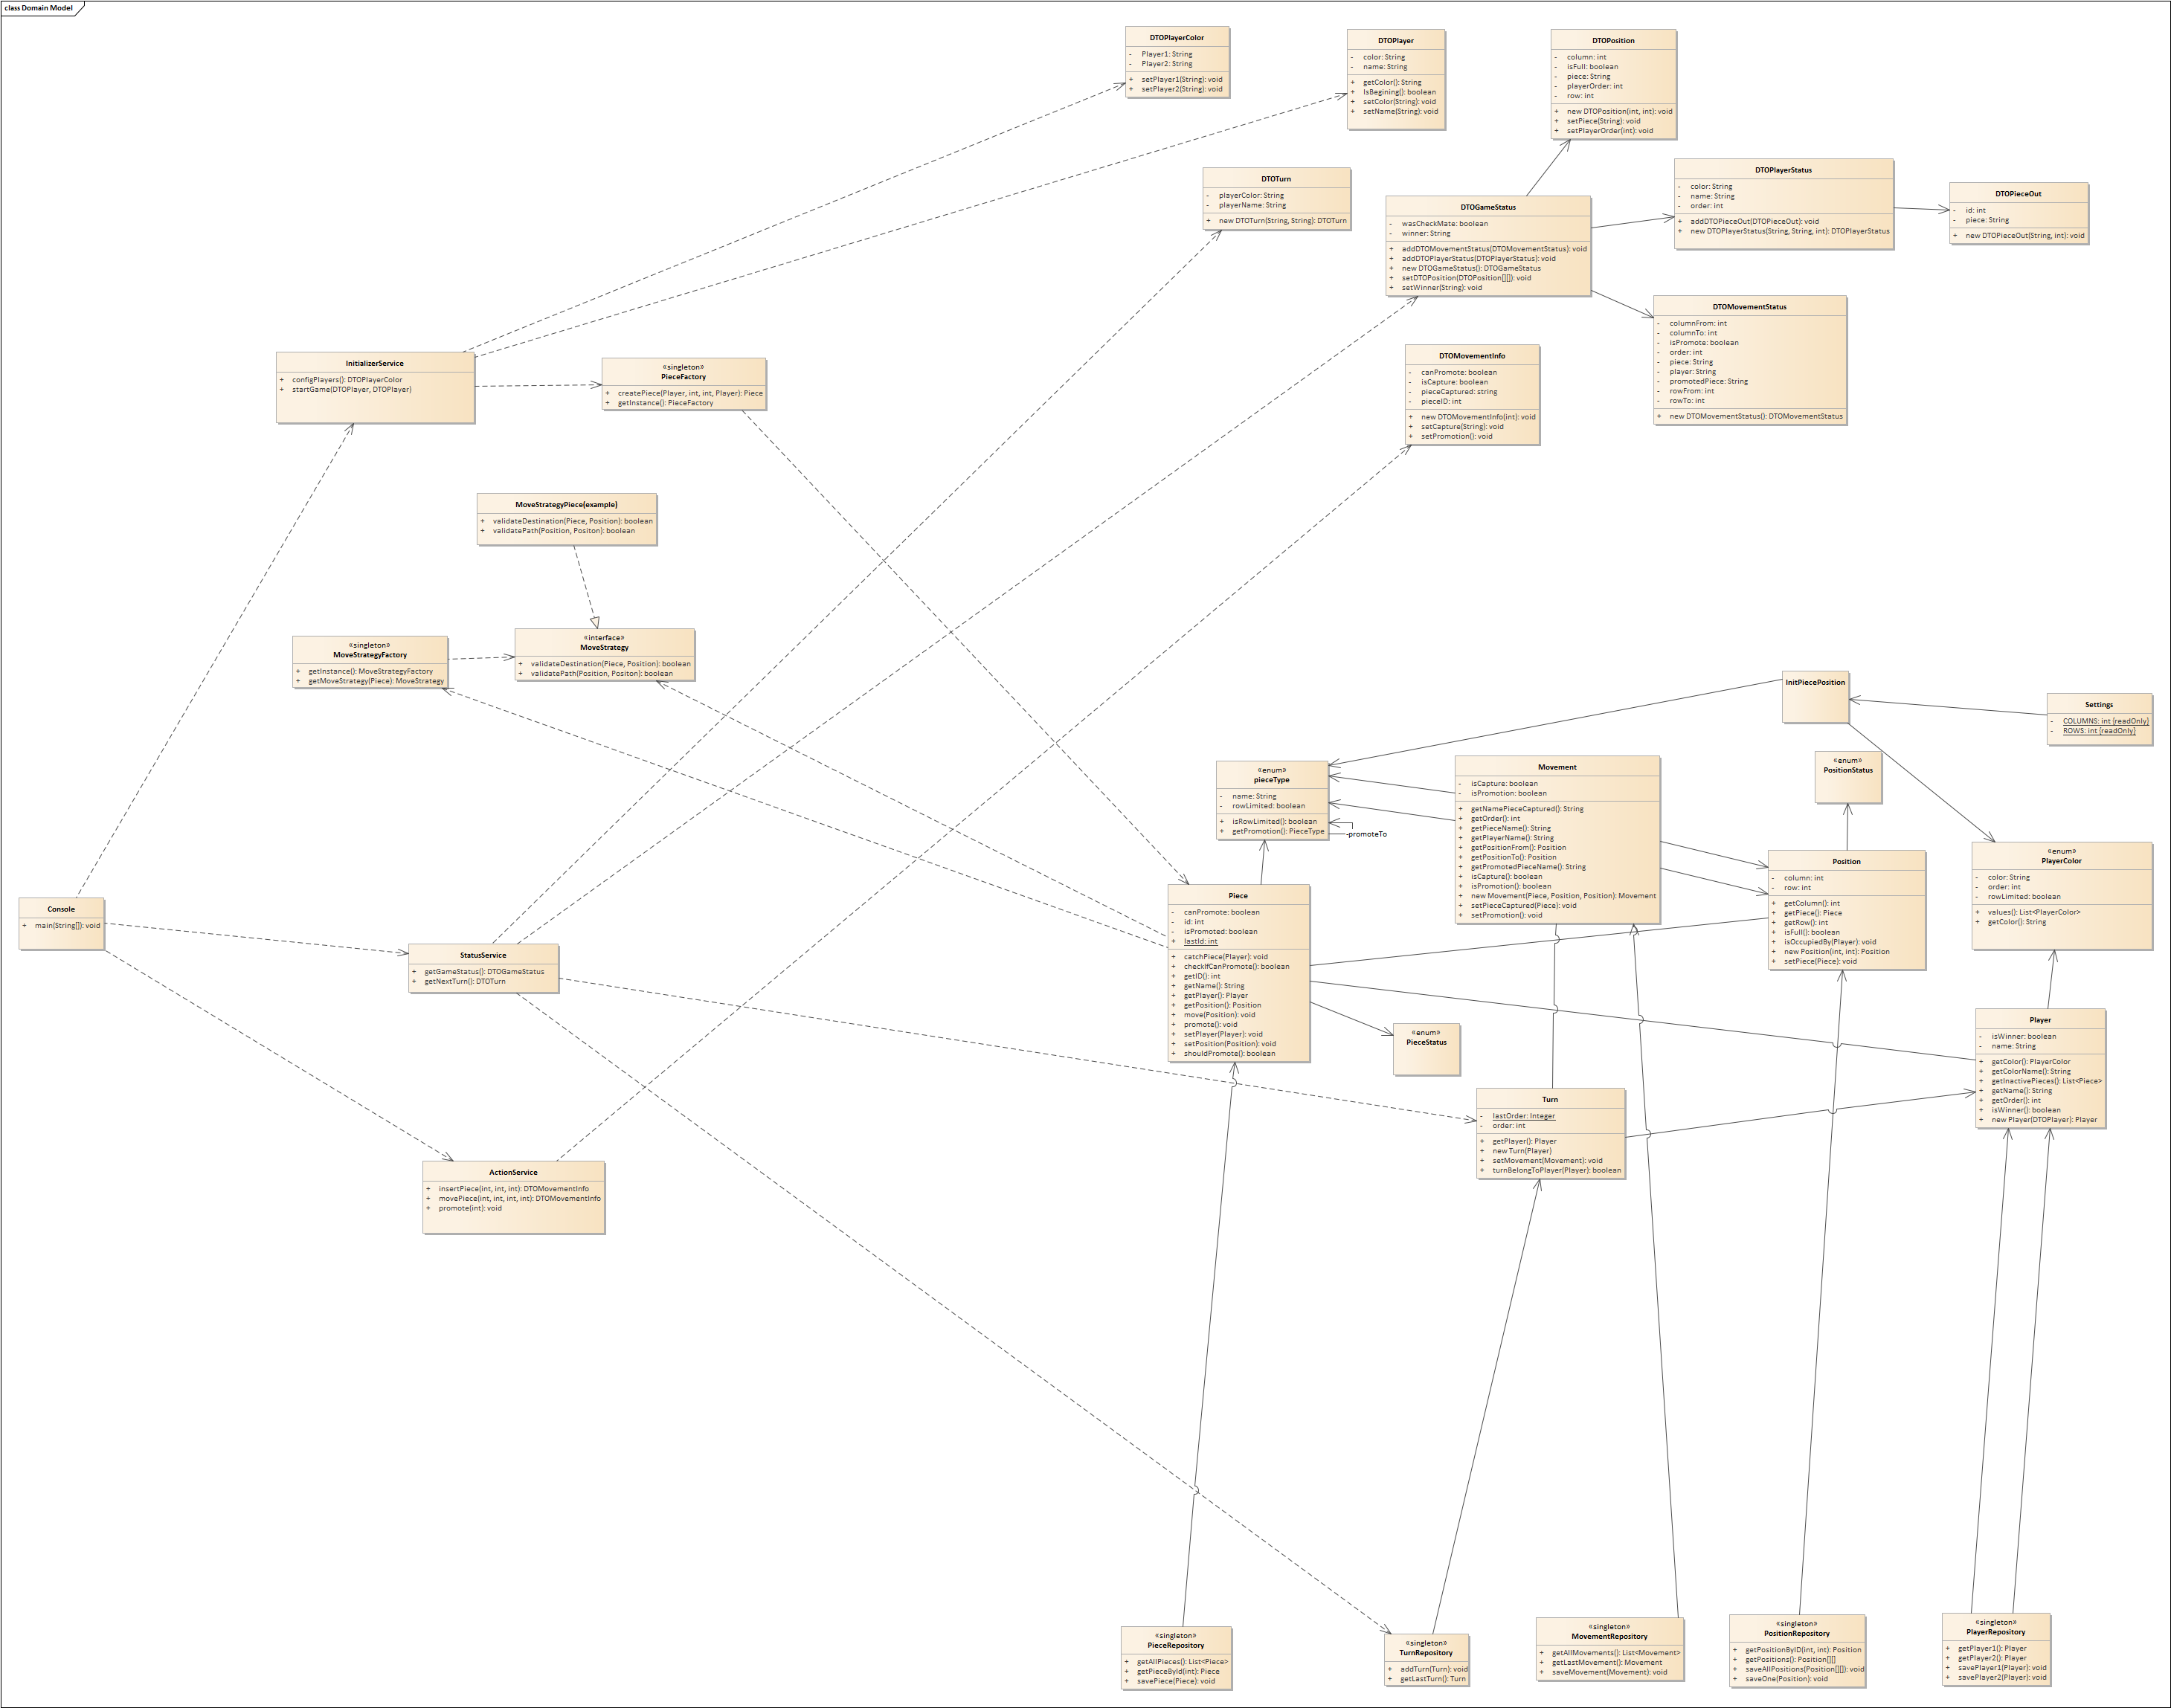 class Domain Model
DTOPlayerColor
- Player1: String
- Player2: String
+ setPlayer1(String): void
+ setPlayer2(String): void
DTOPlayer
- color: String
- name: String
+ getColor(): String
+ IsBegining(): boolean
+ setColor(String): void
+ setName(String): void
DTOPosition
- column: int
- isFull: boolean
- piece: String
- playerOrder: int
- row: int
+ new DTOPosition(int, int): void
+ setPiece(String): void
+ setPlayerOrder(int): void
DTOTurn
- playerColor: String
- playerName: String
+ new DTOTurn(String, String): DTOTurn
DTOGameStatus
- wasCheckMate: boolean
- winner: String
+ addDTOMovementStatus(DTOMovementStatus): void
+ addDTOPlayerStatus(DTOPlayerStatus): void
+ new DTOGameStatus(): DTOGameStatus
+ setDTOPosition(DTOPosition[][]): void
+ setWinner(String): void
DTOPlayerStatus
- color: String
- name: String
- order: int
+ addDTOPieceOut(DTOPieceOut): void
+ new DTOPlayerStatus(String, String, int): DTOPlayerStatus
DTOPieceOut
- id: int
- piece: String
+ new DTOPieceOut(String, int): void
DTOMovementStatus
- columnFrom: int
- columnTo: int
- isPromote: boolean
- order: int
- piece: String
- player: String
- promotedPiece: String
- rowFrom: int
- rowTo: int
+ new DTOMovementStatus(): DTOMovementStatus
DTOMovementInfo
- canPromote: boolean
- isCapture: boolean
- pieceCaptured: string
- pieceID: int
+ new DTOMovementInfo(int): void
+ setCapture(String): void
+ setPromotion(): void
InitializerService
+ configPlayers(): DTOPlayerColor
+ startGame(DTOPlayer, DTOPlayer)
«singleton»
PieceFactory
+ createPiece(Player, int, int, Player): Piece
+ getInstance(): PieceFactory
MoveStrategyPiece(example)
+ validateDestination(Piece, Position): boolean
+ validatePath(Position, Positon): boolean
«singleton»
MoveStrategyFactory
+ getInstance(): MoveStrategyFactory
+ getMoveStrategy(Piece): MoveStrategy
«interface»
MoveStrategy
+ validateDestination(Piece, Position): boolean
+ validatePath(Position, Positon): boolean
InitPiecePosition
Settings
- COLUMNS: int {readOnly}
- ROWS: int {readOnly}
«enum»
PositionStatus
«enum»
pieceType
- name: String
- rowLimited: boolean
+ isRowLimited(): boolean
+ getPromotion(): PieceType
-promoteTo
Movement
- isCapture: boolean
- isPromotion: boolean
+ getNamePieceCaptured(): String
+ getOrder(): int
+ getPieceName(): String
+ getPlayerName(): String
+ getPositionFrom(): Position
+ getPositionTo(): Position
+ getPromotedPieceName(): String
+ isCapture(): boolean
+ isPromotion(): boolean
+ new Movement(Piece, Position, Position): Movement
+ setPieceCaptured(Piece): void
+ setPromotion(): void
Position
- column: int
- row: int
+ getColumn(): int
+ getPiece(): Piece
+ getRow(): int
+ isFull(): boolean
+ isOccupiedBy(Player): void
+ new Position(int, int): Position
+ setPiece(Piece): void
«enum»
PlayerColor
- color: String
- order: int
- rowLimited: boolean
+ values(): List<PlayerColor>
+ getColor(): String
Piece
- canPromote: boolean
- id: int
- isPromoted: boolean
+ lastId: int
+ catchPiece(Player): void
+ checkIfCanPromote(): boolean
+ getID(): int
+ getName(): String
+ getPlayer(): Player
+ getPosition(): Position
+ move(Position): void
+ promote(): void
+ setPlayer(Player): void
+ setPosition(Position): void
+ shouldPromote(): boolean
Console
+ main(String[]): void
StatusService
+ getGameStatus(): DTOGameStatus
+ getNextTurn(): DTOTurn
«enum»
PieceStatus
Player
- isWinner: boolean
- name: String
+ getColor(): PlayerColor
+ getColorName(): String
+ getInactivePieces(): List<Piece>
+ getName(): String
+ getOrder(): int
+ isWinner(): boolean
+ new Player(DTOPlayer): Player
Turn
- lastOrder: Integer
- order: int
+ getPlayer(): Player
+ new Turn(Player)
+ setMovement(Movement): void
+ turnBelongToPlayer(Player): boolean
ActionService
+ insertPiece(int, int, int): DTOMovementInfo
+ movePiece(int, int, int, int): DTOMovementInfo
+ promote(int): void
«singleton»
PieceRepository
+ getAllPieces(): List<Piece>
+ getPieceById(int): Piece
+ savePiece(Piece): void
«singleton»
TurnRepository
+ addTurn(Turn): void
+ getLastTurn(): Turn
«singleton»
MovementRepository
+ getAllMovements(): List<Movement>
+ getLastMovement(): Movement
+ saveMovement(Movement): void
«singleton»
PositionRepository
+ getPositionByID(int, int): Position
+ getPositions(): Position[][]
+ saveAllPositions(Position[][]): void
+ saveOne(Position): void
«singleton»
PlayerRepository
+ getPlayer1(): Player
+ getPlayer2(): Player
+ savePlayer1(Player): void
+ savePlayer2(Player): void